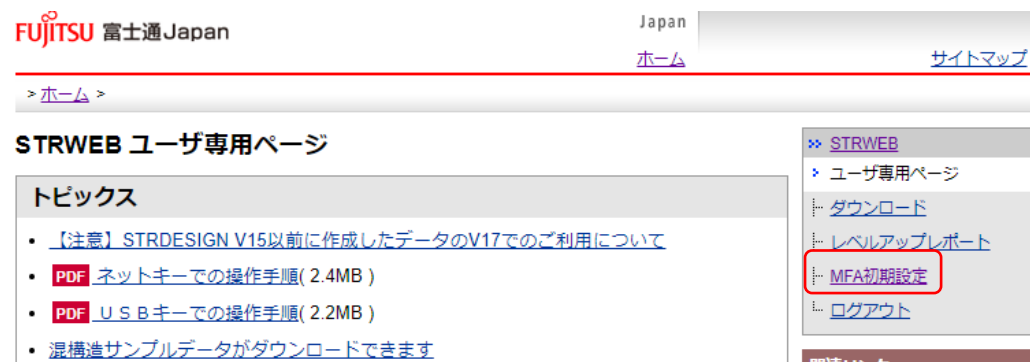 FUJITSU 富士通Japan
Japan
ホーム
サイトマップ
>ホーム >
STRWEB ユーザ専用ページ
トピックス
• 【注意】STRDESIGN V15以前に作成したデータのV17でのご利用について
• PDF ネットキーでの操作手順( 2.4MB )
• PDF ＵＳＢキーでの操作手順( 2.2MB )
• 混構造サンプルデータがダウンロードできます
STRWEB
ユーザ専用ページ
ダウンロード
レベルアップレポート
MFA初期設定
ログアウト